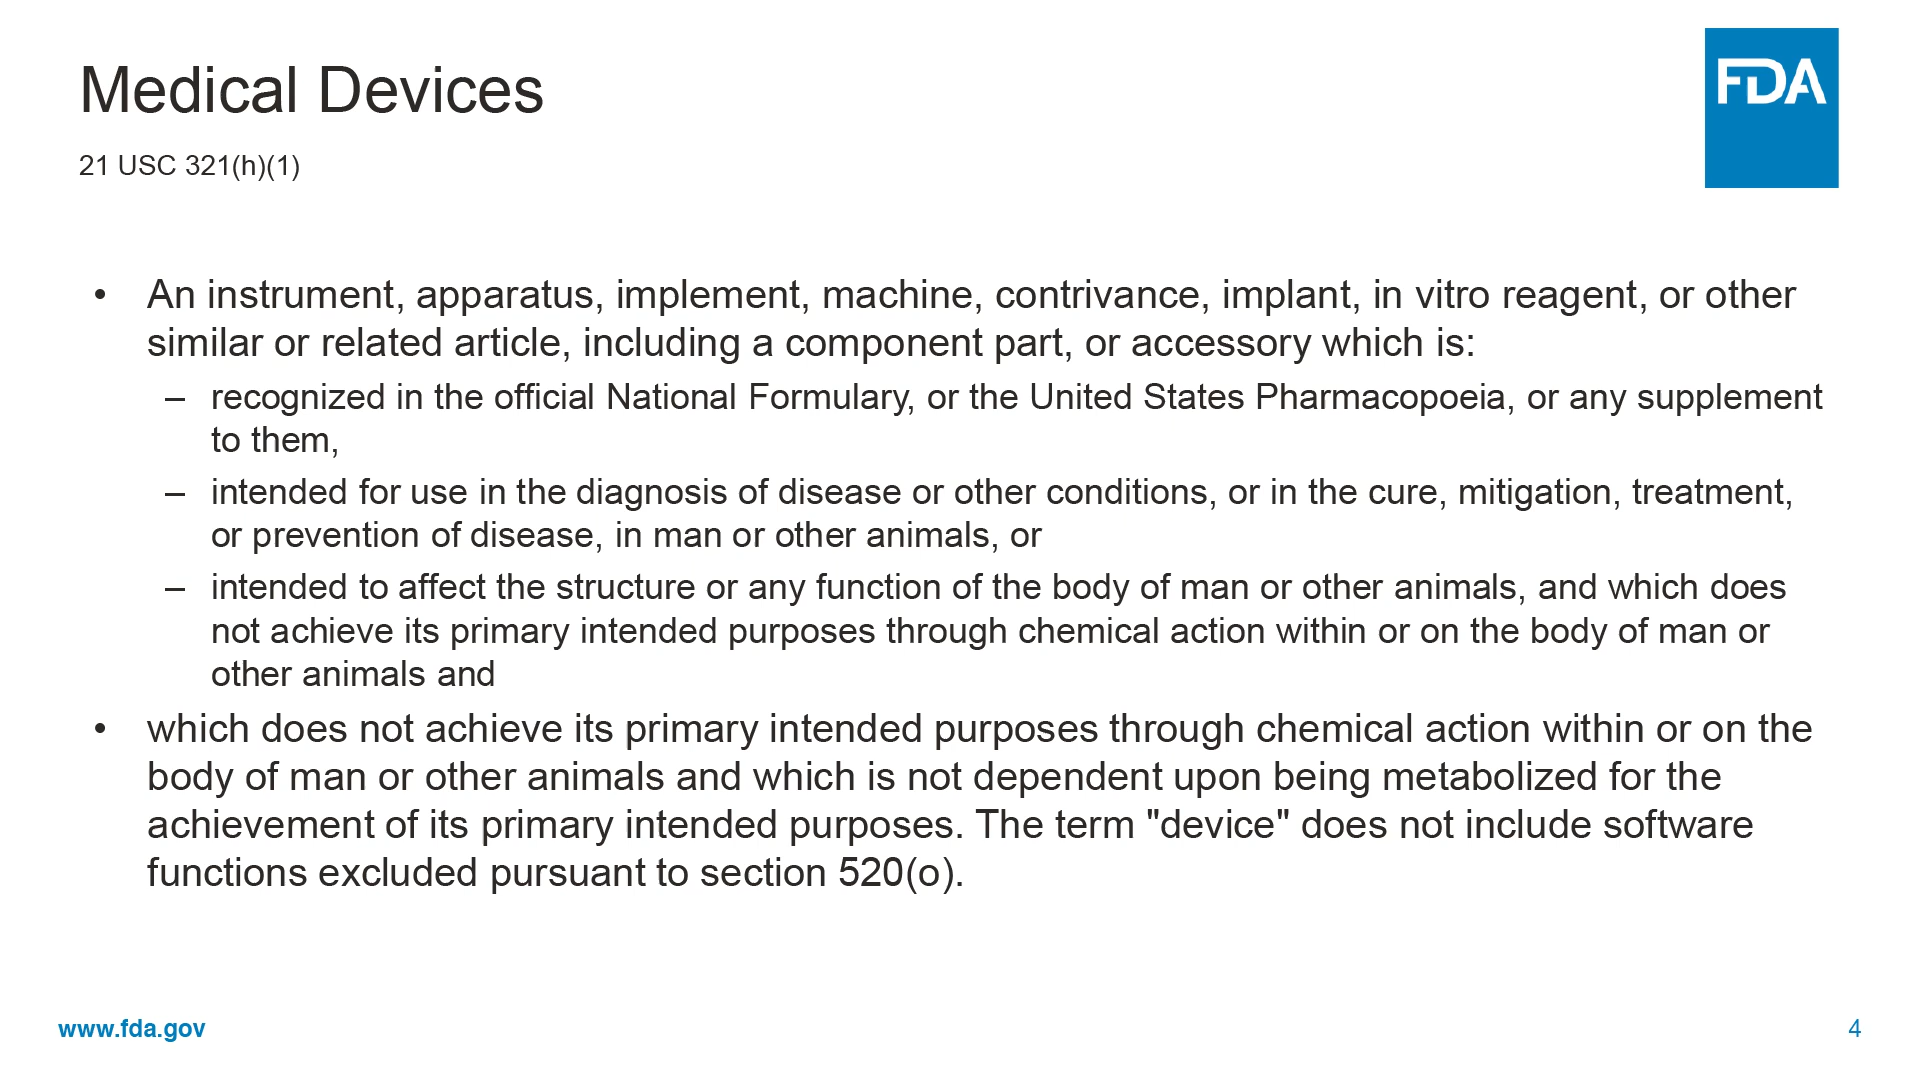 Medical Devices
FDA
21 USC 321(h)(1)
• An instrument, apparatus, implement, machine, contrivance, implant, in vitro reagent, or other
similar or related article, including a component part, or accessory which is:
– recognized in the official National Formulary, or the United States Pharmacopoeia, or any supplement
to them,
– intended for use in the diagnosis of disease or other conditions, or in the cure, mitigation, treatment,
or prevention of disease, in man or other animals, or
– intended to affect the structure or any function of the body of man or other animals, and which does
not achieve its primary intended purposes through chemical action within or on the body of man or
other animals and
• which does not achieve its primary intended purposes through chemical action within or on the
body of man or other animals and which is not dependent upon being metabolized for the
achievement of its primary intended purposes. The term "device" does not include software
functions excluded pursuant to section 520(o).
www.fda.gov
4